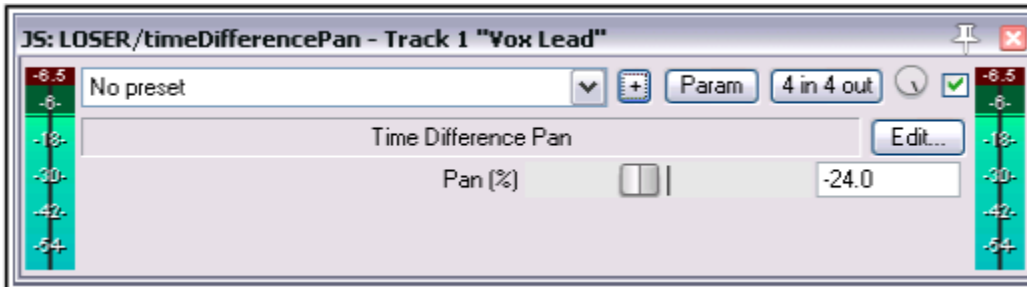 JS: LOSER/timeDifferencePan - Track 1 "Vox Lead"
-6.5 No preset + Param 4 in 4 out -6.5
-6- -6-
-18- Time Difference Pan Edit... -18-
-30- Pan (%) -24.0 -30-
-42- -42-
-54- -54-